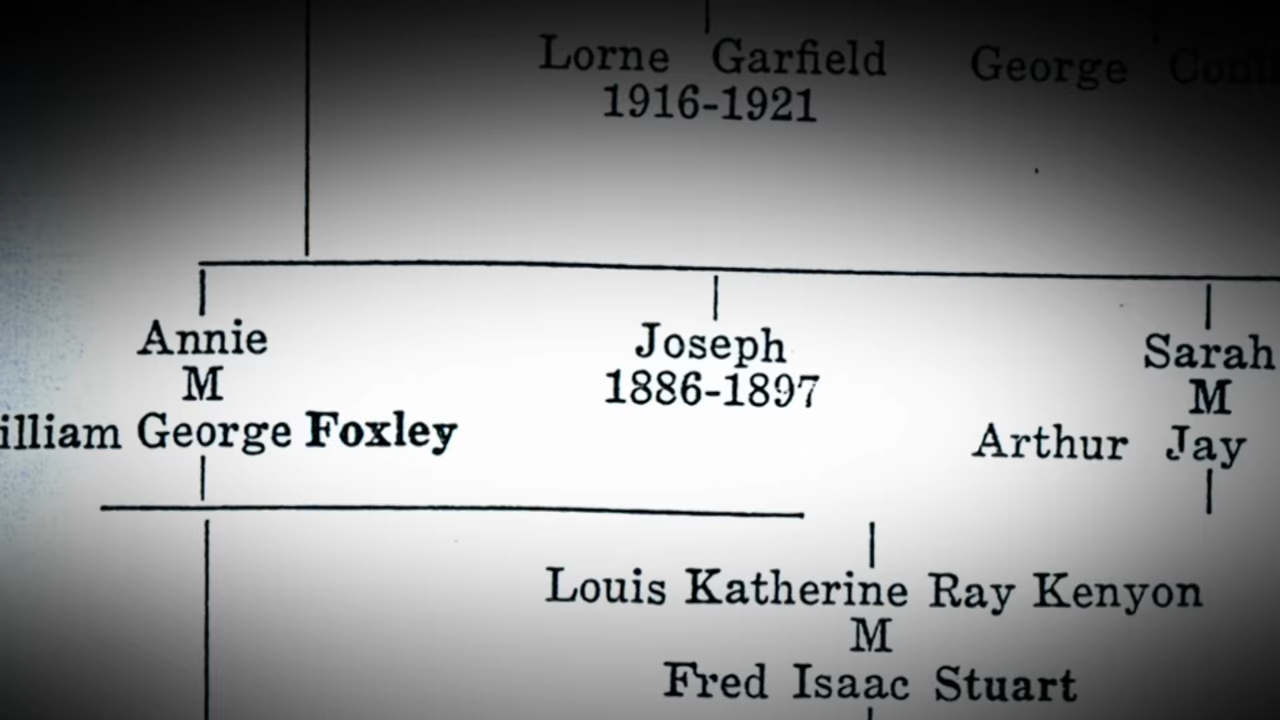 Lorne Garfield George
1916-1921
Annie Joseph Sarah
M 1886-1897 M
illiam George Foxley Arthur Jay
Louis Katherine Ray Kenyon
M
Fred Isaac Stuart